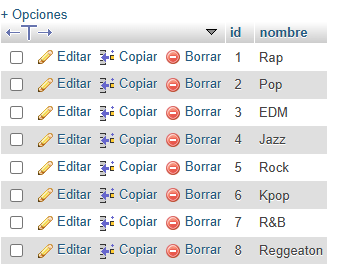 + Opciones
id nombre
Editar Copiar Borrar 1 Rap
Editar Copiar Borrar 2 Pop
Editar Copiar Borrar 3 EDM
Editar Copiar Borrar 4 Jazz
Editar Copiar Borrar 5 Rock
Editar Copiar Borrar 6 Kpop
Editar Copiar Borrar 7 R&B
Editar Copiar Borrar 8 Reggeaton